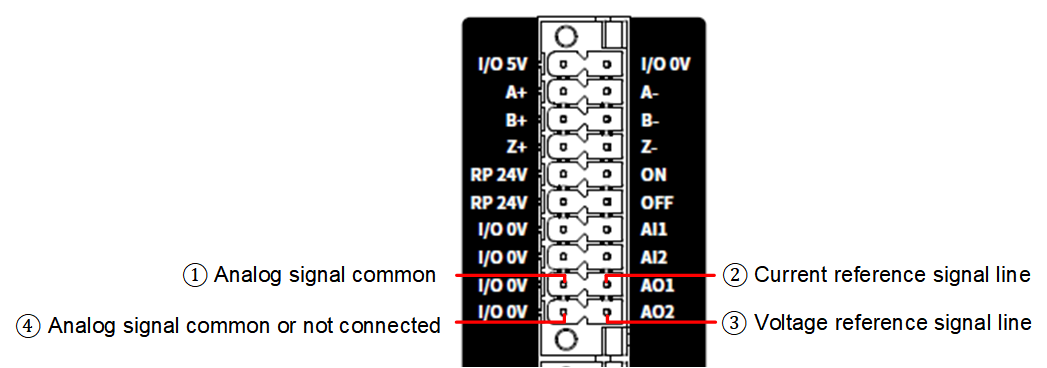 I/O 5V I/O 0V
A+ A-
B+ B-
Z+ Z-
RP 24V ON
RP 24V OFF
I/O 0V AI1
I/O 0V AI2
① Analog signal common I/O 0V AO1 ② Current reference signal line
④ Analog signal common or not connected I/O 0V AO2 ③ Voltage reference signal line